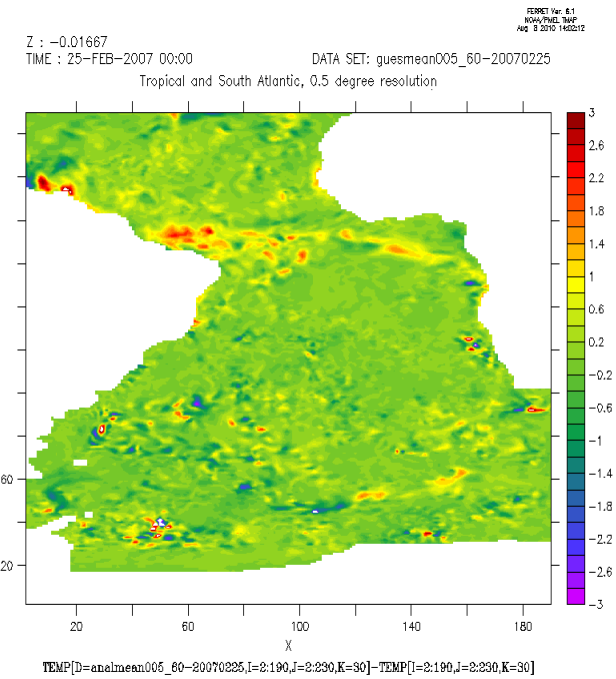 FERRET Ver. 6.1
NOAA/PMEL TMAP
Aug 3 2010 14:02:12
Z : -0.01667
TIME : 25-FEB-2007 00:00
DATA SET: guesmean005_60-20070225
Tropical and South Atlantic, 0.5 degree resolution
3
2.6
2.2
1.8
1.4
1
0.6
0.2
-0.2
-0.6
-1
-1.4
-1.8
-2.2
-2.6
-3
60
20
20 60 100 140 180
X
TEMP[D=analmean005_60-20070225,I=2:190,J=2:230,K=30]-TEMP[I=2:190,J=2:230,K=30]